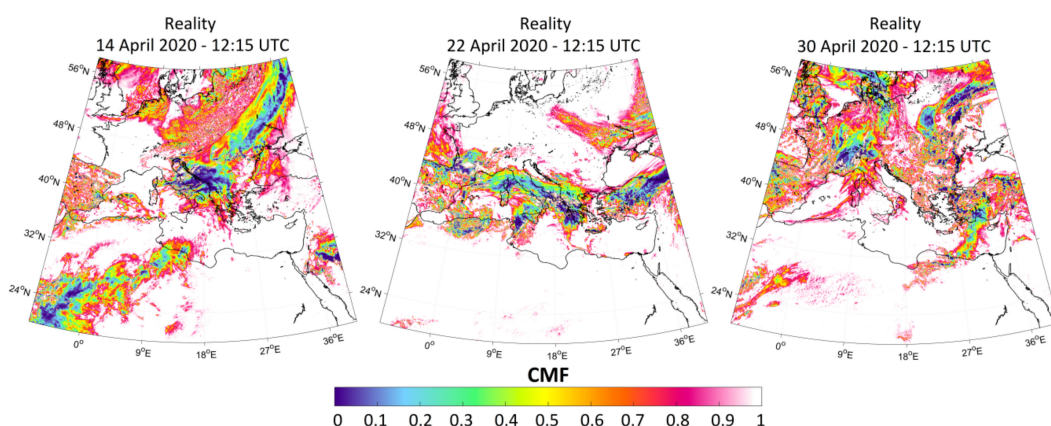 Reality
14 April 2020 - 12:15 UTC
Reality
22 April 2020 - 12:15 UTC
Reality
30 April 2020 - 12:15 UTC
56°N
48°N
40°N
32°N
24°N
0°
9°E
18°E
27°E
36°E
56°N
48°N
40°N
32°N
24°N
0°
9°E
18°E
27°E
36°E
56°N
48°N
40°N
32°N
24°N
0°
9°E
18°E
27°E
36°E
CMF
0 0.1 0.2 0.3 0.4 0.5 0.6 0.7 0.8 0.9 1